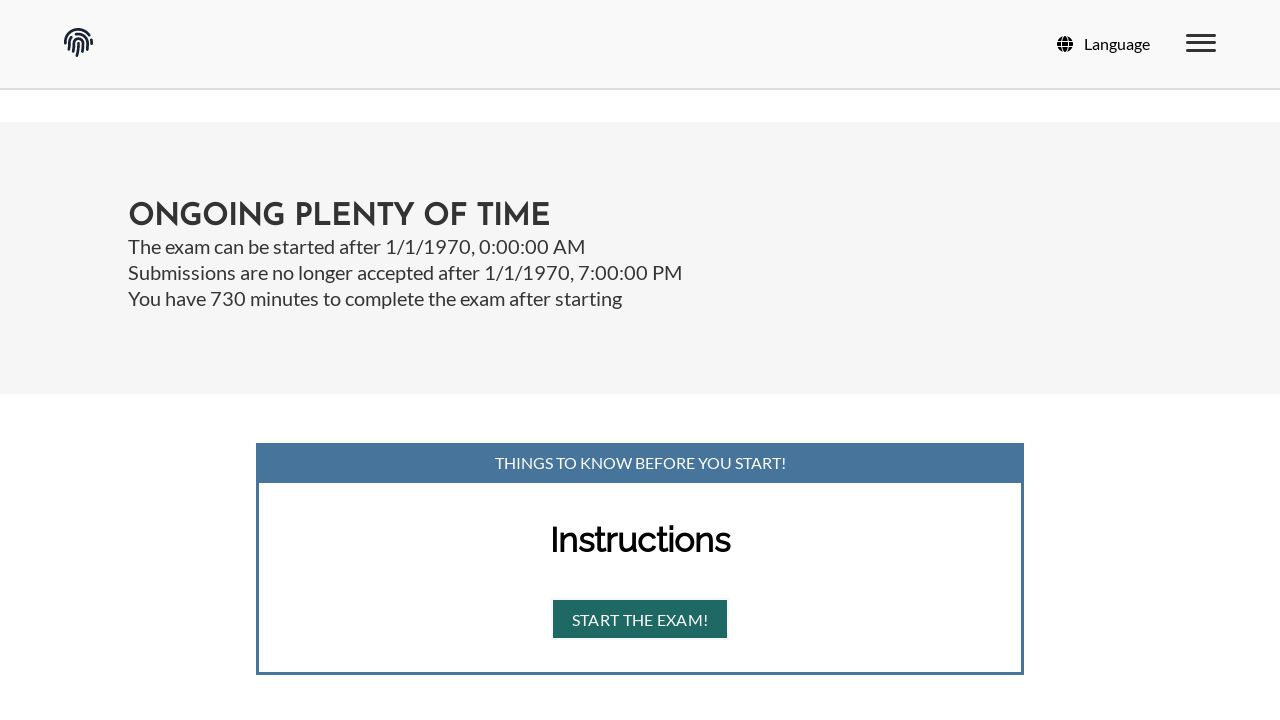 Language
ONGOING PLENTY OF TIME
The exam can be started after 1/1/1970, 0:00:00 AM
Submissions are no longer accepted after 1/1/1970, 7:00:00 PM
You have 730 minutes to complete the exam after starting
THINGS TO KNOW BEFORE YOU START!
Instructions
START THE EXAM!